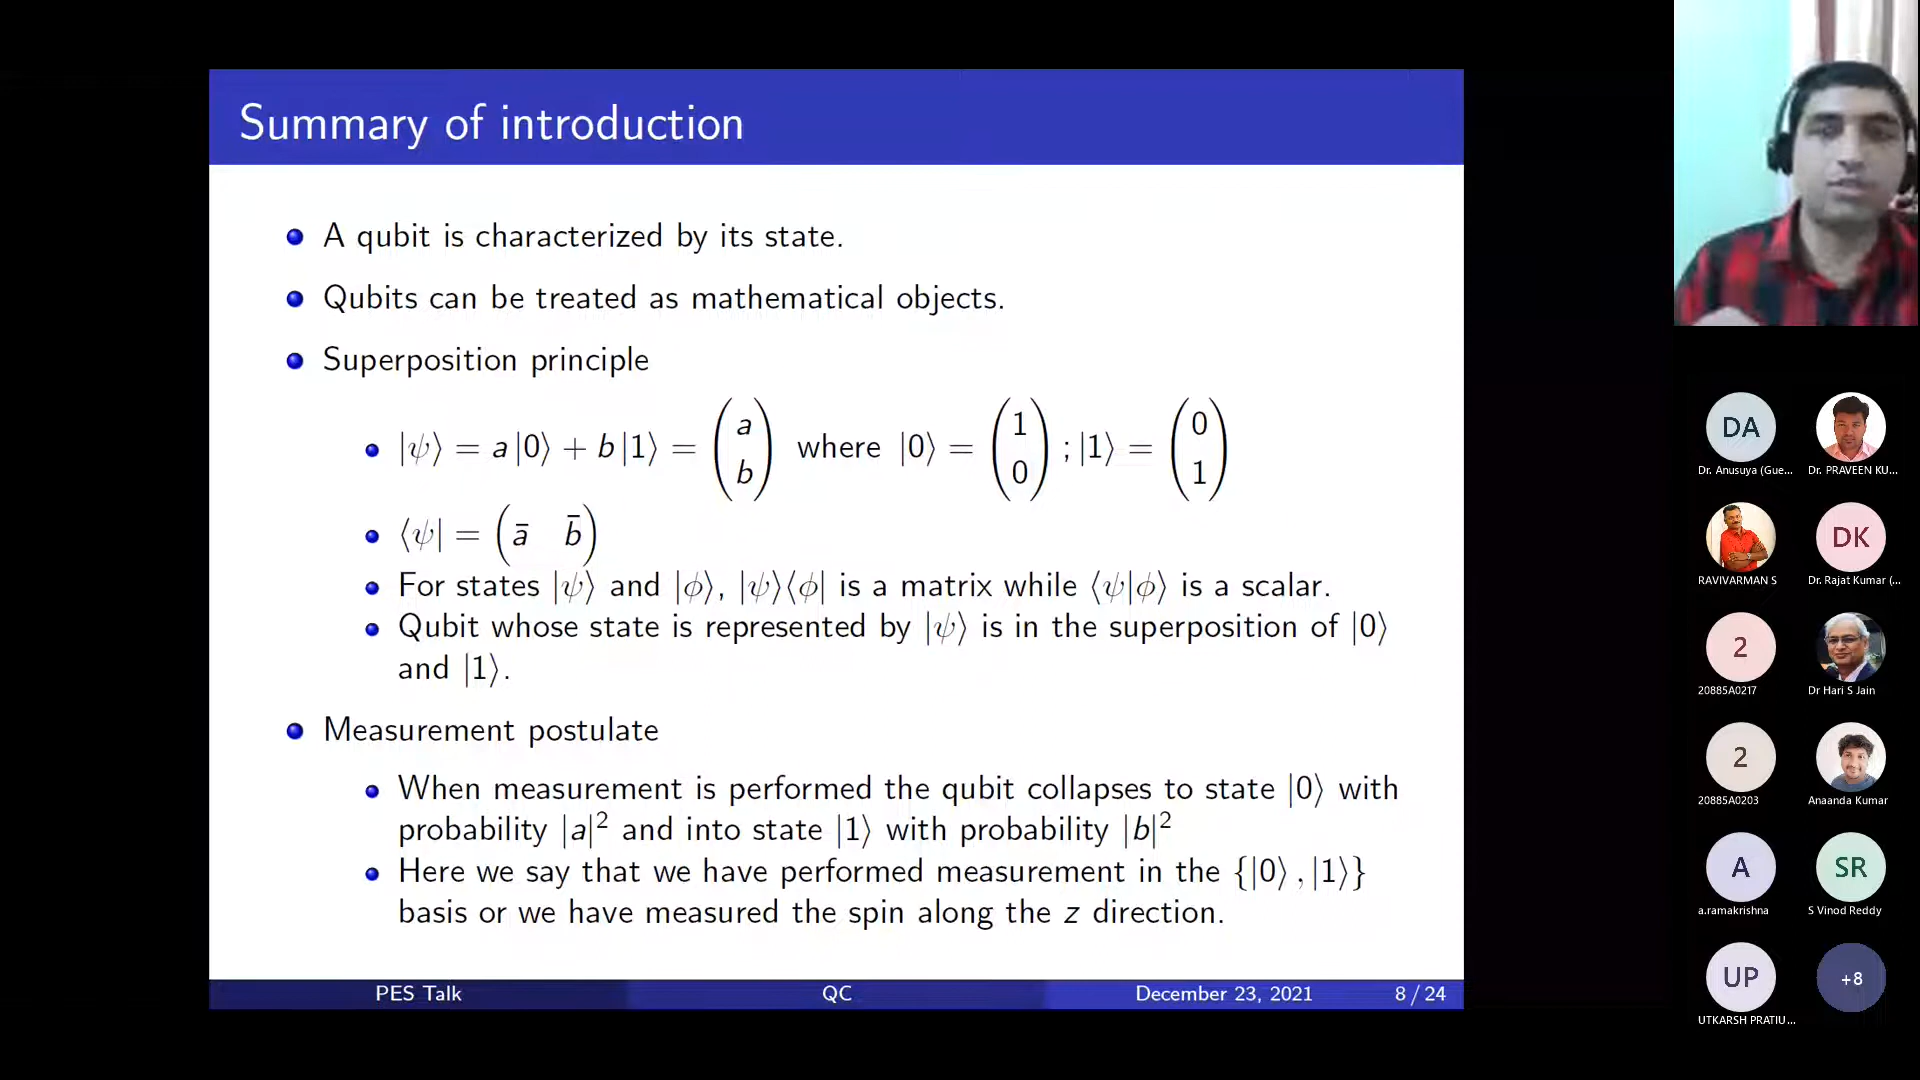 Summary of introduction
A qubit is characterized by its state.
Qubits can be treated as mathematical objects.
Superposition principle
|ψ⟩ = a |0⟩ + b |1⟩ = (a b) where |0⟩ = (1 0) ; |1⟩ = (0 1)
⟨ψ| = (ā b̄)
For states |ψ⟩ and |ϕ⟩, |ψ⟩⟨ϕ| is a matrix while ⟨ψ|ϕ⟩ is a scalar.
Qubit whose state is represented by |ψ⟩ is in the superposition of |0⟩
and |1⟩.
Measurement postulate
When measurement is performed the qubit collapses to state |0⟩ with
probability |a|² and into state |1⟩ with probability |b|²
Here we say that we have performed measurement in the {|0⟩ , |1⟩}
basis or we have measured the spin along the z direction.
PES Talk QC December 23, 2021 8 / 24
DA
Dr. Anusuya (Gue... Dr. PRAVEEN KU...
DK
RAVIVARMAN S Dr. Rajat Kumar (...
2
20885A0217 Dr Hari S Jain
2
20885A0203 Anaanda Kumar
A SR
a.ramakrishna S Vinod Reddy
UP +8
UTKARSH PRATIU...